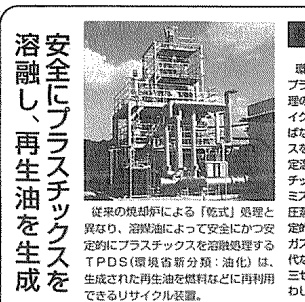 安全にプラスチックスを
溶融し、再生油を生成
従来の焼却炉による「乾式」処理と
異なり、溶媒油によって安全にかつ安
定的にプラスチックスを溶融処理する
TPDS(環境省新分類：油化)は、
生成された再生油を燃料などに再利用
できるリサイクル装置。